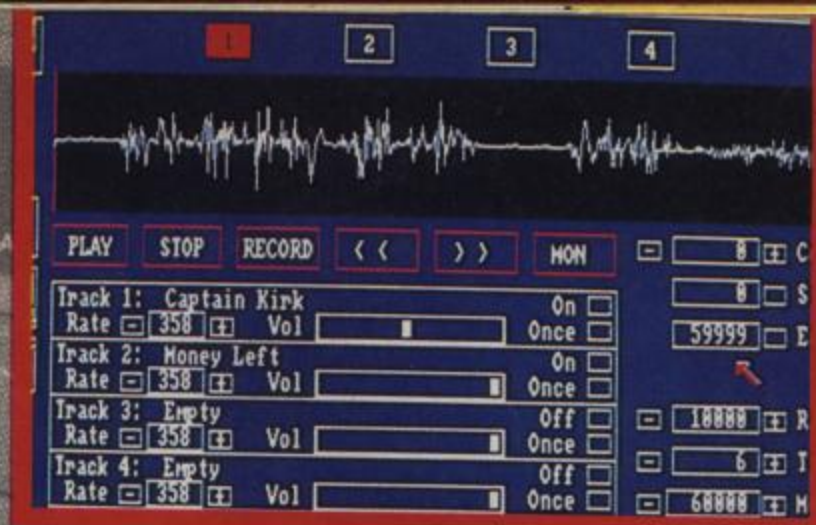 1 2 3 4
PLAY STOP RECORD << >> MON - 0 + C
Track 1: Captain Kirk On 0 S
Rate - 358 + Vol Once 59999 E
Track 2: Money Left On
Rate - 358 + Vol Once
Track 3: Empty Off - 10000 + R
Rate - 358 + Vol Once
Track 4: Empty Off - 6 + T
Rate - 358 + Vol Once - 60000 + M